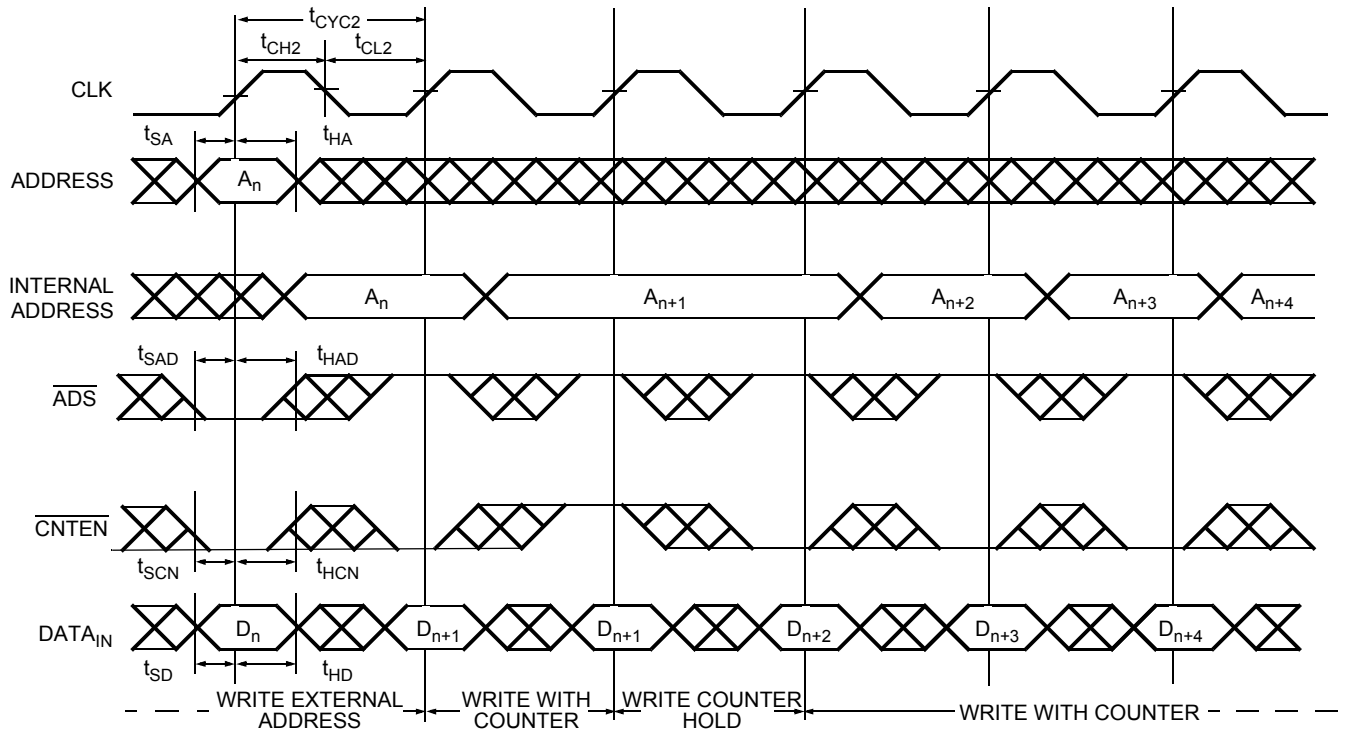 tCYC2
tCH2 tCL2
CLK
tSA tHA
ADDRESS An
INTERNAL
ADDRESS
An An+1 An+2 An+3 An+4
tSAD tHAD
ADS
CNTEN
tSCN tHCN
DATAIN Dn Dn+1 Dn+1 Dn+2 Dn+3 Dn+4
tSD tHD
WRITE EXTERNAL
ADDRESS
WRITE WITH
COUNTER
WRITE COUNTER
HOLD
WRITE WITH COUNTER